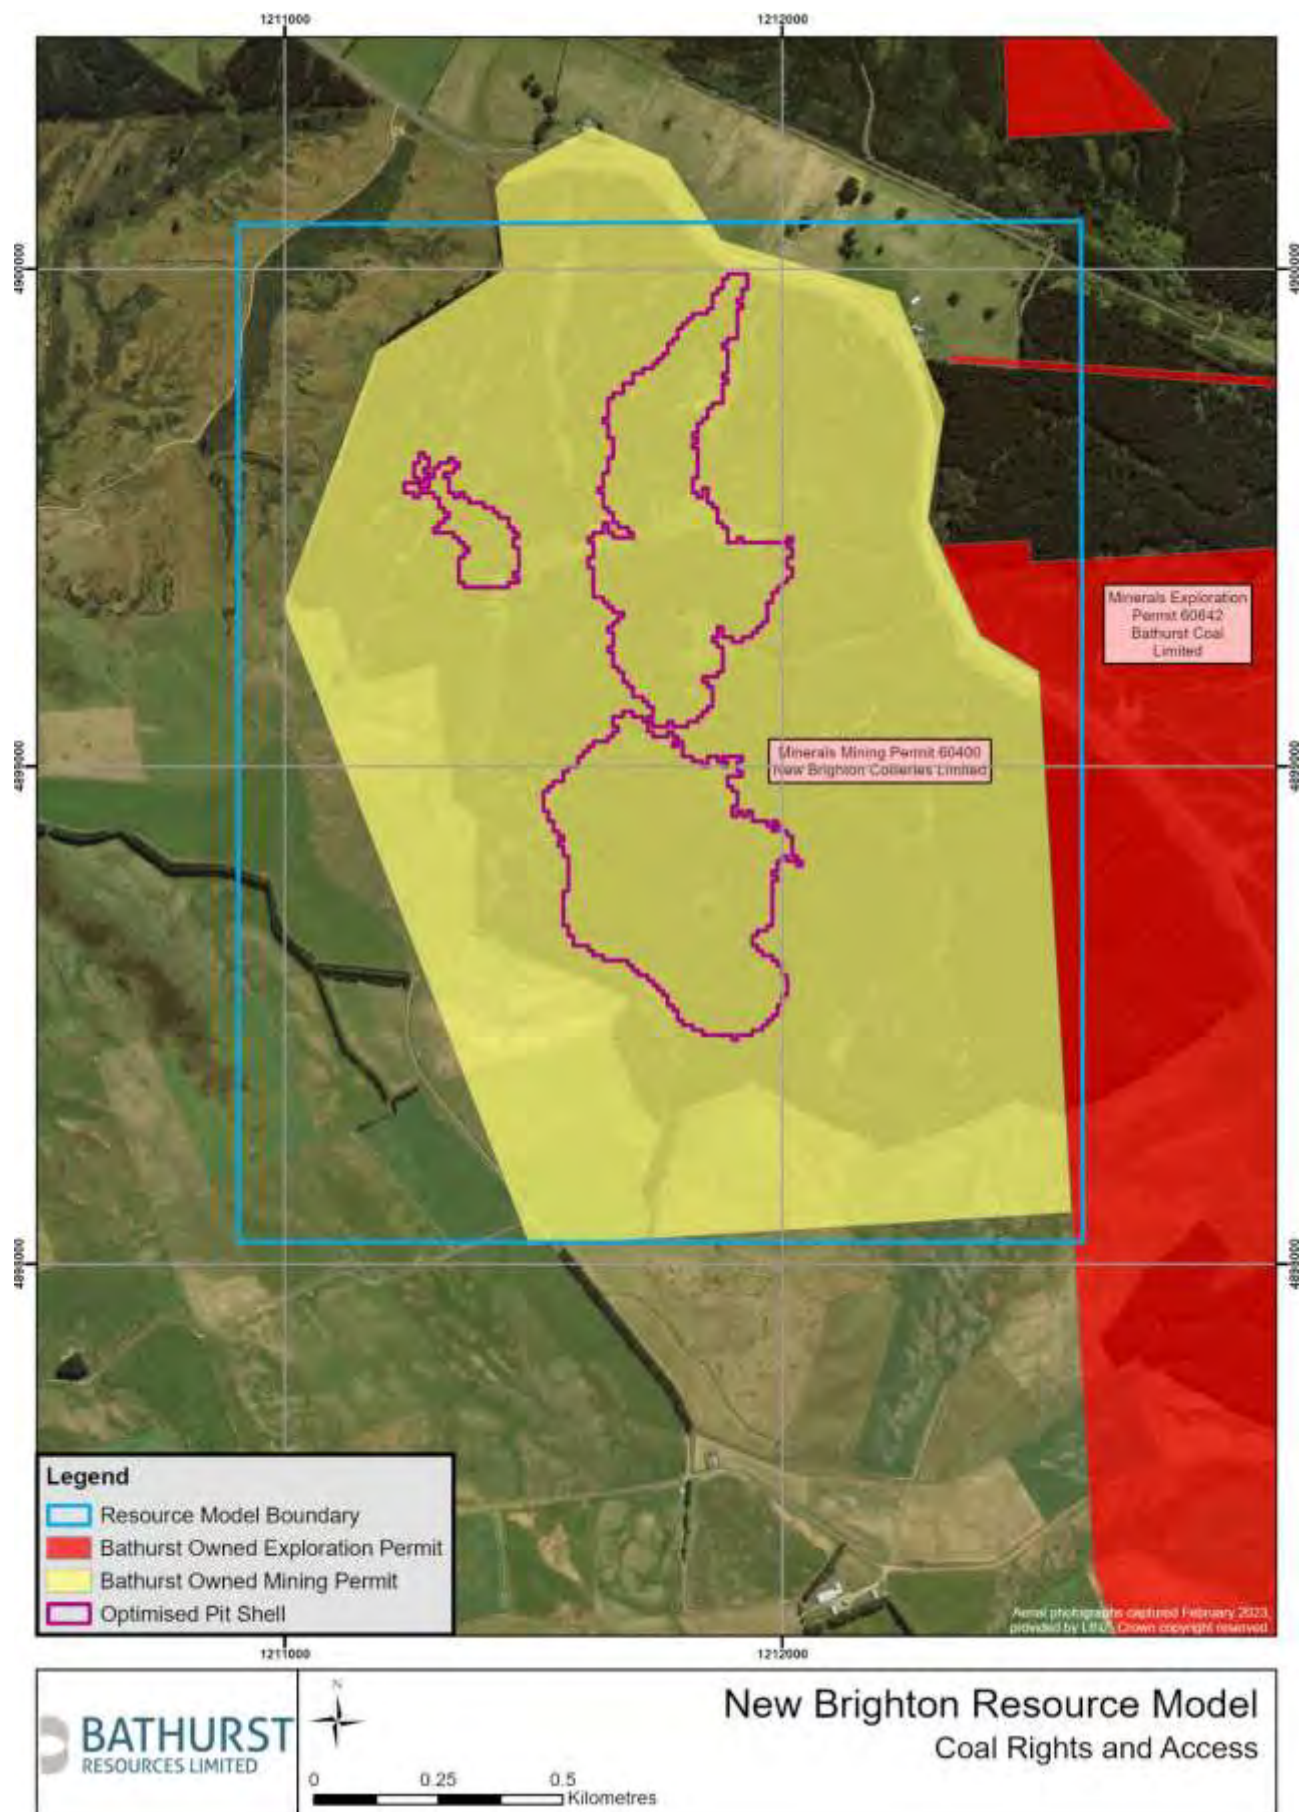 1211000
1212000
4900000
4900000
Minerals Exploration
Permit 60642
Bathurst Coal
Limited
Minerals Mining Permit 60400
New Brighton Collieries Limited
4899000
4899000
4898000
4898000
Legend
Resource Model Boundary
Bathurst Owned Exploration Permit
Bathurst Owned Mining Permit
Optimised Pit Shell
Aerial photographs captured February 2023,
provided by LINZ. Crown copyright reserved
1211000
1212000
BATHURST
RESOURCES LIMITED
N
0 0.25 0.5
Kilometres
New Brighton Resource Model
Coal Rights and Access